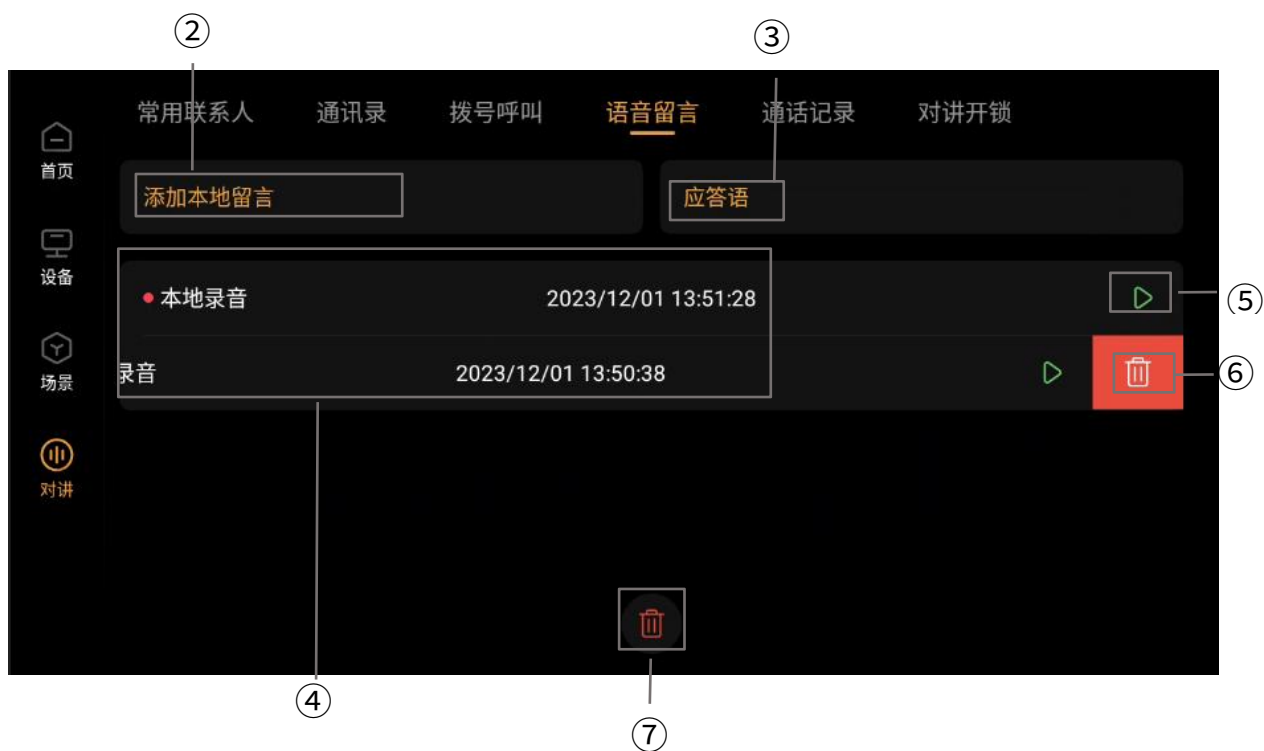 ②
③
常用联系人 通讯录 拨号呼叫 语音留言 通话记录 对讲开锁
首页
添加本地留言 应答语
设备
本地录音 2023/12/01 13:51:28
⑤
场景
录音 2023/12/01 13:50:38
⑥
对讲
④
⑦